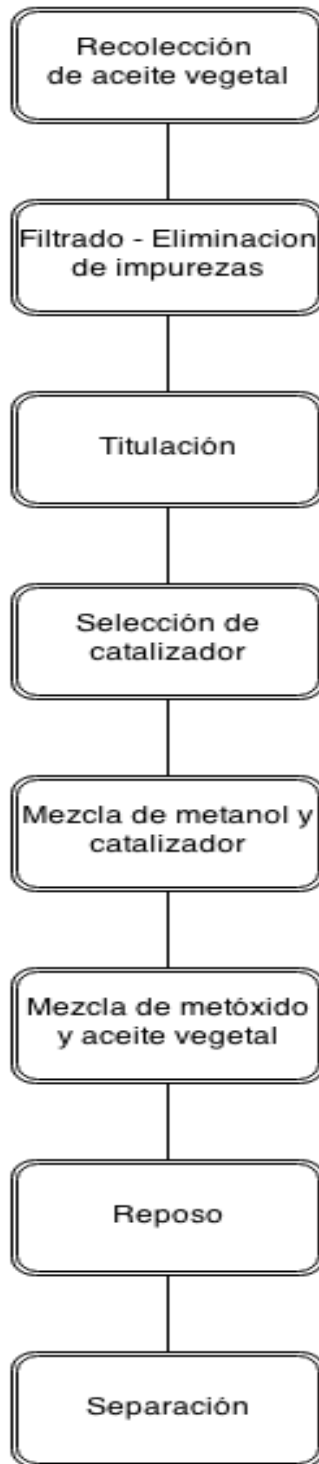 Recolección
de aceite vegetal
Filtrado - Eliminacion
de impurezas
Titulación
Selección de
catalizador
Mezcla de metanol y
catalizador
Mezcla de metóxido
y aceite vegetal
Reposo
Separación